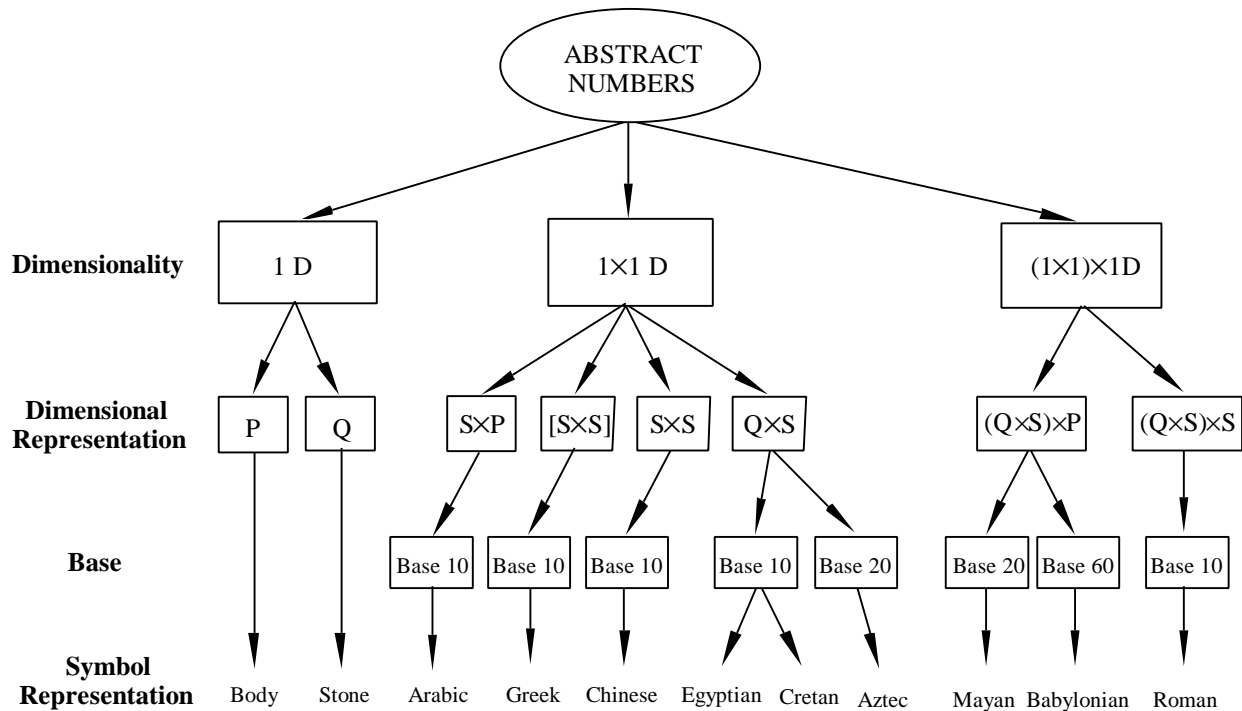 ABSTRACT
NUMBERS
Dimensionality
1 D
1×1 D
(1×1)×1D
Dimensional
Representation
P
Q
S×P
[S×S]
S×S
Q×S
(Q×S)×P
(Q×S)×S
Base
Base 10
Base 10
Base 10
Base 10
Base 20
Base 20
Base 60
Base 10
Symbol
Representation
Body
Stone
Arabic
Greek
Chinese
Egyptian
Cretan
Aztec
Mayan
Babylonian
Roman